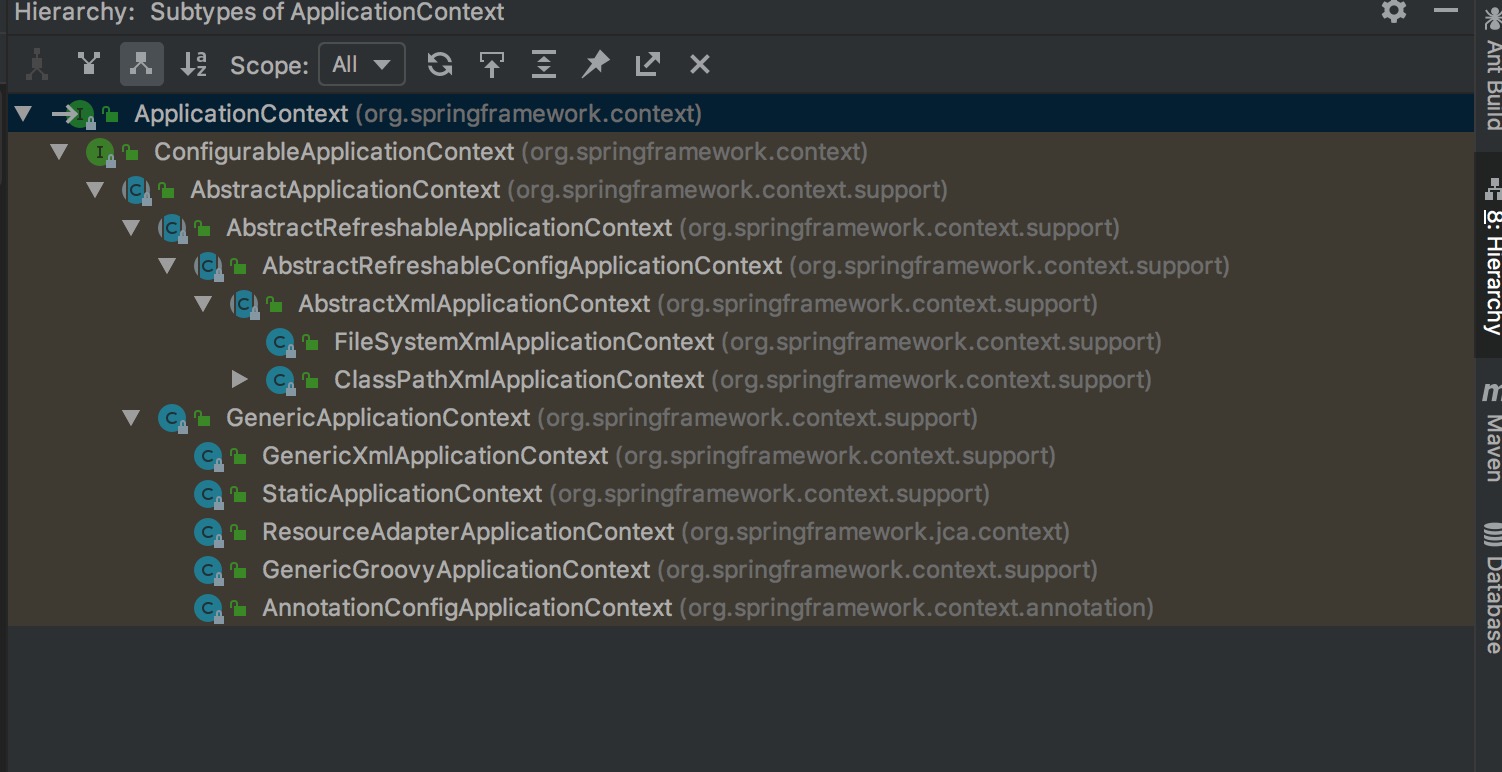 Hierarchy: Subtypes of ApplicationContext
Scope: All
ApplicationContext (org.springframework.context)
ConfigurableApplicationContext (org.springframework.context)
AbstractApplicationContext (org.springframework.context.support)
AbstractRefreshableApplicationContext (org.springframework.context.support)
AbstractRefreshableConfigApplicationContext (org.springframework.context.support)
AbstractXmlApplicationContext (org.springframework.context.support)
FileSystemXmlApplicationContext (org.springframework.context.support)
ClassPathXmlApplicationContext (org.springframework.context.support)
GenericApplicationContext (org.springframework.context.support)
GenericXmlApplicationContext (org.springframework.context.support)
StaticApplicationContext (org.springframework.context.support)
ResourceAdapterApplicationContext (org.springframework.jca.context)
GenericGroovyApplicationContext (org.springframework.context.support)
AnnotationConfigApplicationContext (org.springframework.context.annotation)
Ant Build
8: Hierarchy
Maven
Database